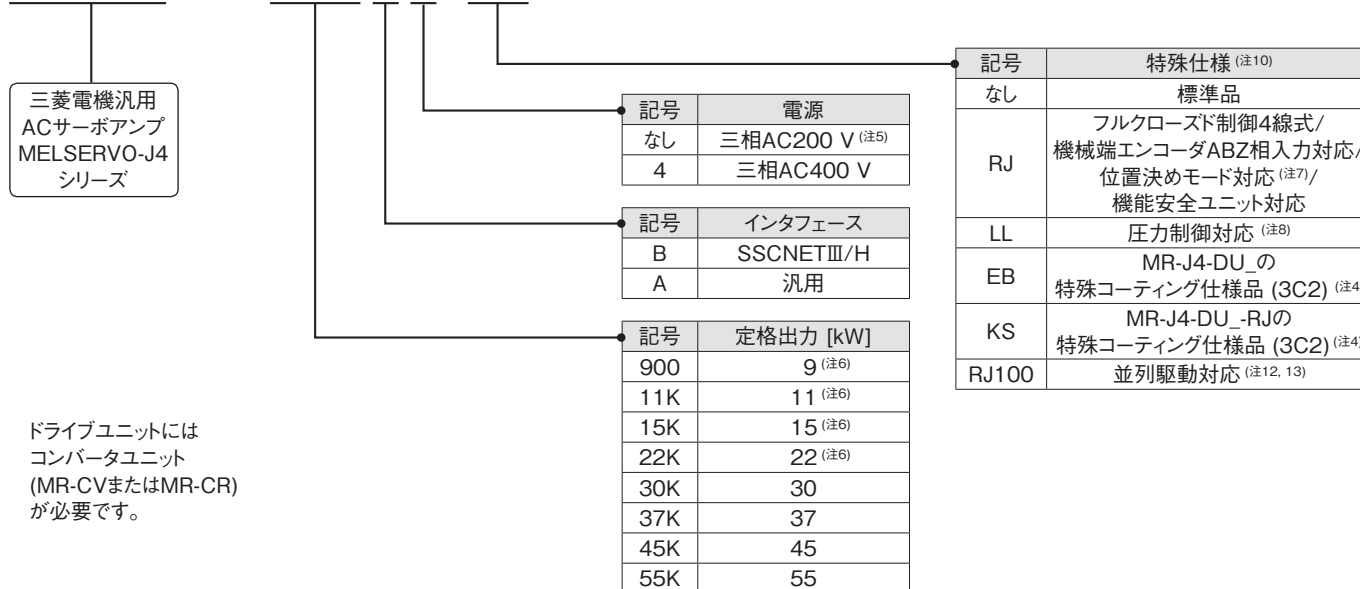 三菱電機汎用
ACサーボアンプ
MELSERVO-J4
シリーズ
記号 電源
なし 三相AC200 V (注5)
4 三相AC400 V
記号 インタフェース
B SSCNETⅢ/H
A 汎用
記号 定格出力 [kW]
900 9 (注6)
11K 11 (注6)
15K 15 (注6)
22K 22 (注6)
30K 30
37K 37
45K 45
55K 55
記号 特殊仕様 (注10)
なし 標準品
RJ フルクローズド制御4線式/
機械端エンコーダABZ相入力対応/
位置決めモード対応 (注7)/
機能安全ユニット対応
LL 圧力制御対応 (注8)
EB MR-J4-DU_の
特殊コーティング仕様品 (3C2) (注4
KS MR-J4-DU_-RJの
特殊コーティング仕様品 (3C2) (注4)
RJ100 並列駆動対応 (注12, 13)
ドライブユニットには
コンバータユニット
(MR-CVまたはMR-CR)
が必要です。